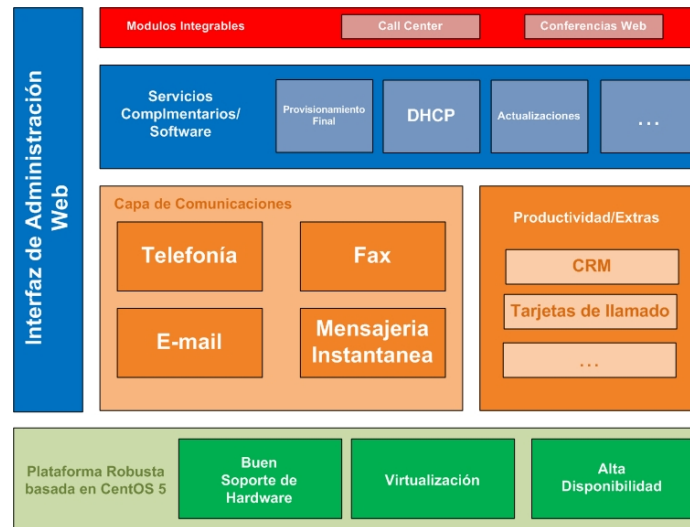 Interfaz de Administración
Web
Modulos Integrables
Call Center
Conferencias Web
Servicios
Complmentarios/
Software
Provisionamiento
Final
DHCP
Actualizaciones
...
Capa de Comunicaciones
Telefonía
Fax
E-mail
Mensajeria
Instantanea
Productividad/Extras
CRM
Tarjetas de llamado
...
Plataforma Robusta
basada en CentOS 5
Buen
Soporte de
Hardware
Virtualización
Alta
Disponibilidad